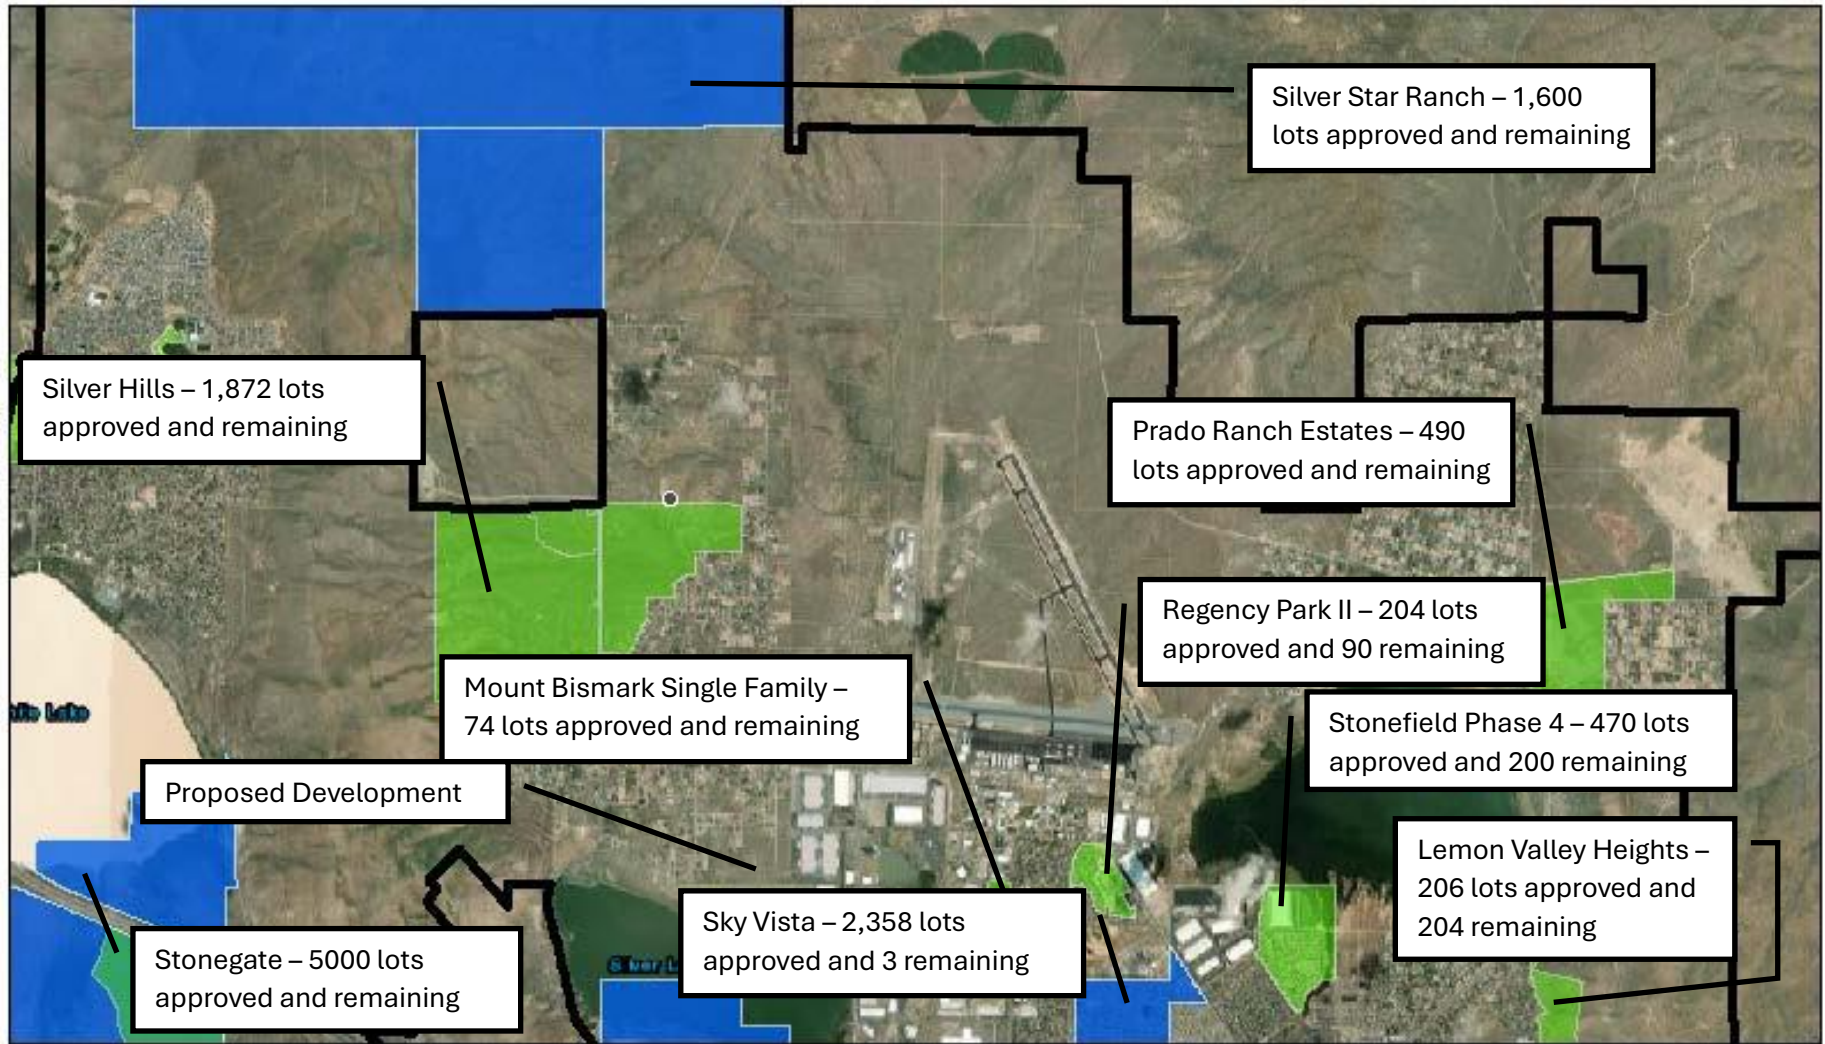 Silver Star Ranch – 1,600
lots approved and remaining
Silver Hills – 1,872 lots
approved and remaining
Prado Ranch Estates – 490
lots approved and remaining
Regency Park II – 204 lots
approved and 90 remaining
Mount Bismark Single Family –
74 lots approved and remaining
Stonefield Phase 4 – 470 lots
approved and 200 remaining
Proposed Development
Lemon Valley Heights –
206 lots approved and
204 remaining
Sky Vista – 2,358 lots
approved and 3 remaining
Stonegate – 5000 lots
approved and remaining
Lake
Silver L